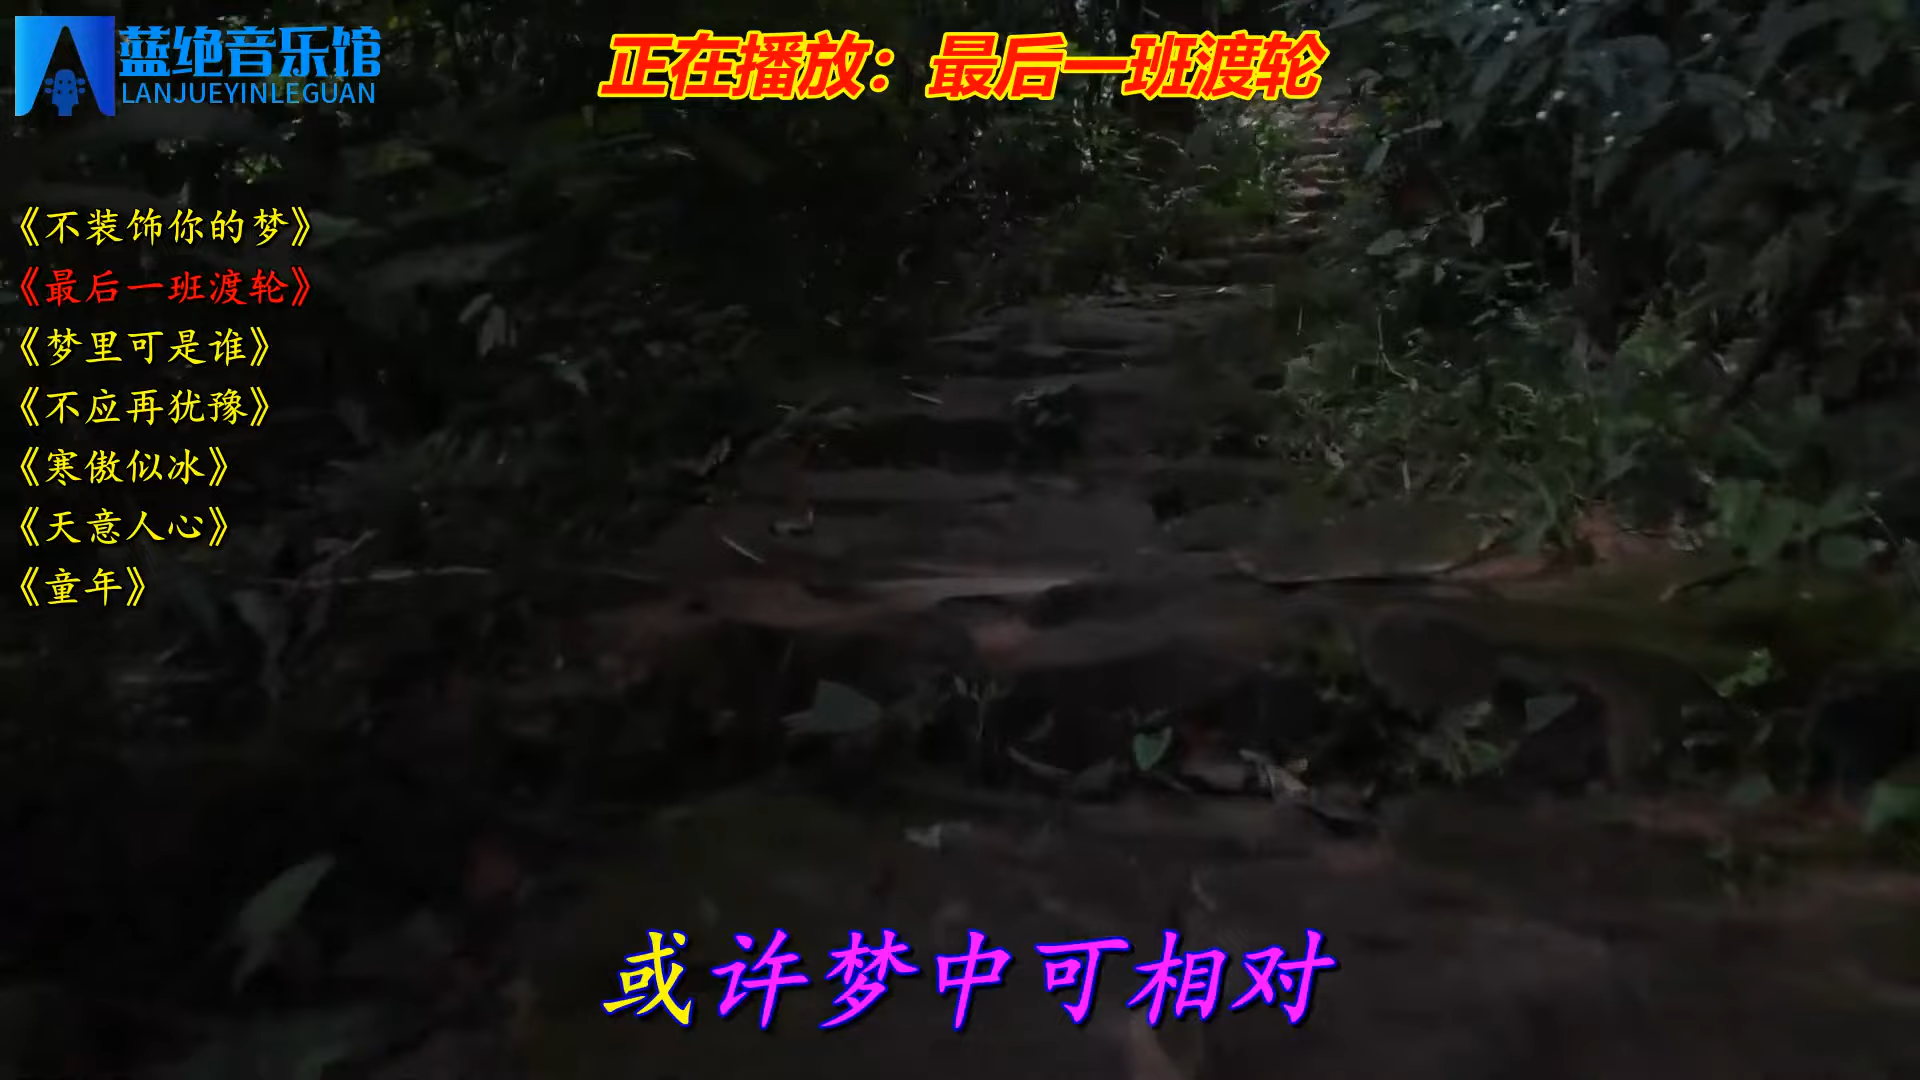 蓝绝音乐馆
LANJUEYINLEGUAN
正在播放：最后一班渡轮
《不装饰你的梦》
《最后一班渡轮》
《梦里可是谁》
《不应再犹豫》
《寒傲似冰》
《天意人心》
《童年》
或许梦中可相对